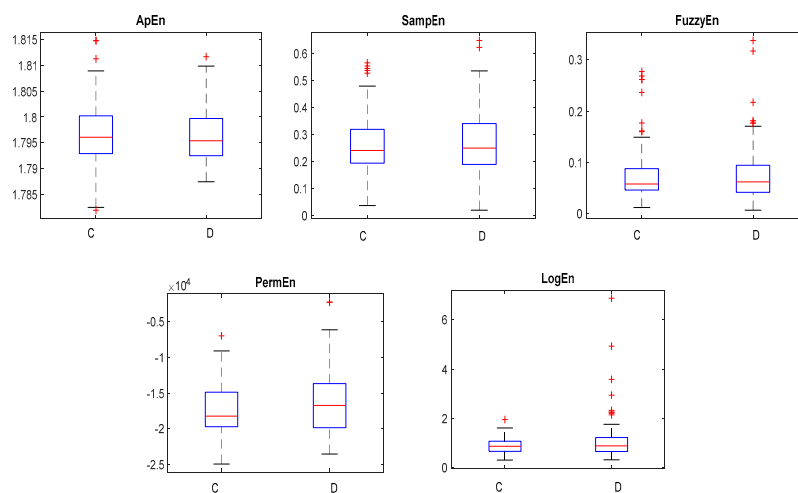 ApEn
1.815
1.81
1.805
1.8
1.795
1.79
1.785
C
D
SampEn
0.6
0.5
0.4
0.3
0.2
0.1
0
C
D
FuzzyEn
0.3
0.2
0.1
0
C
D
PermEn
×10^4
-0.5
-1
-1.5
-2
-2.5
C
D
LogEn
6
4
2
0
C
D